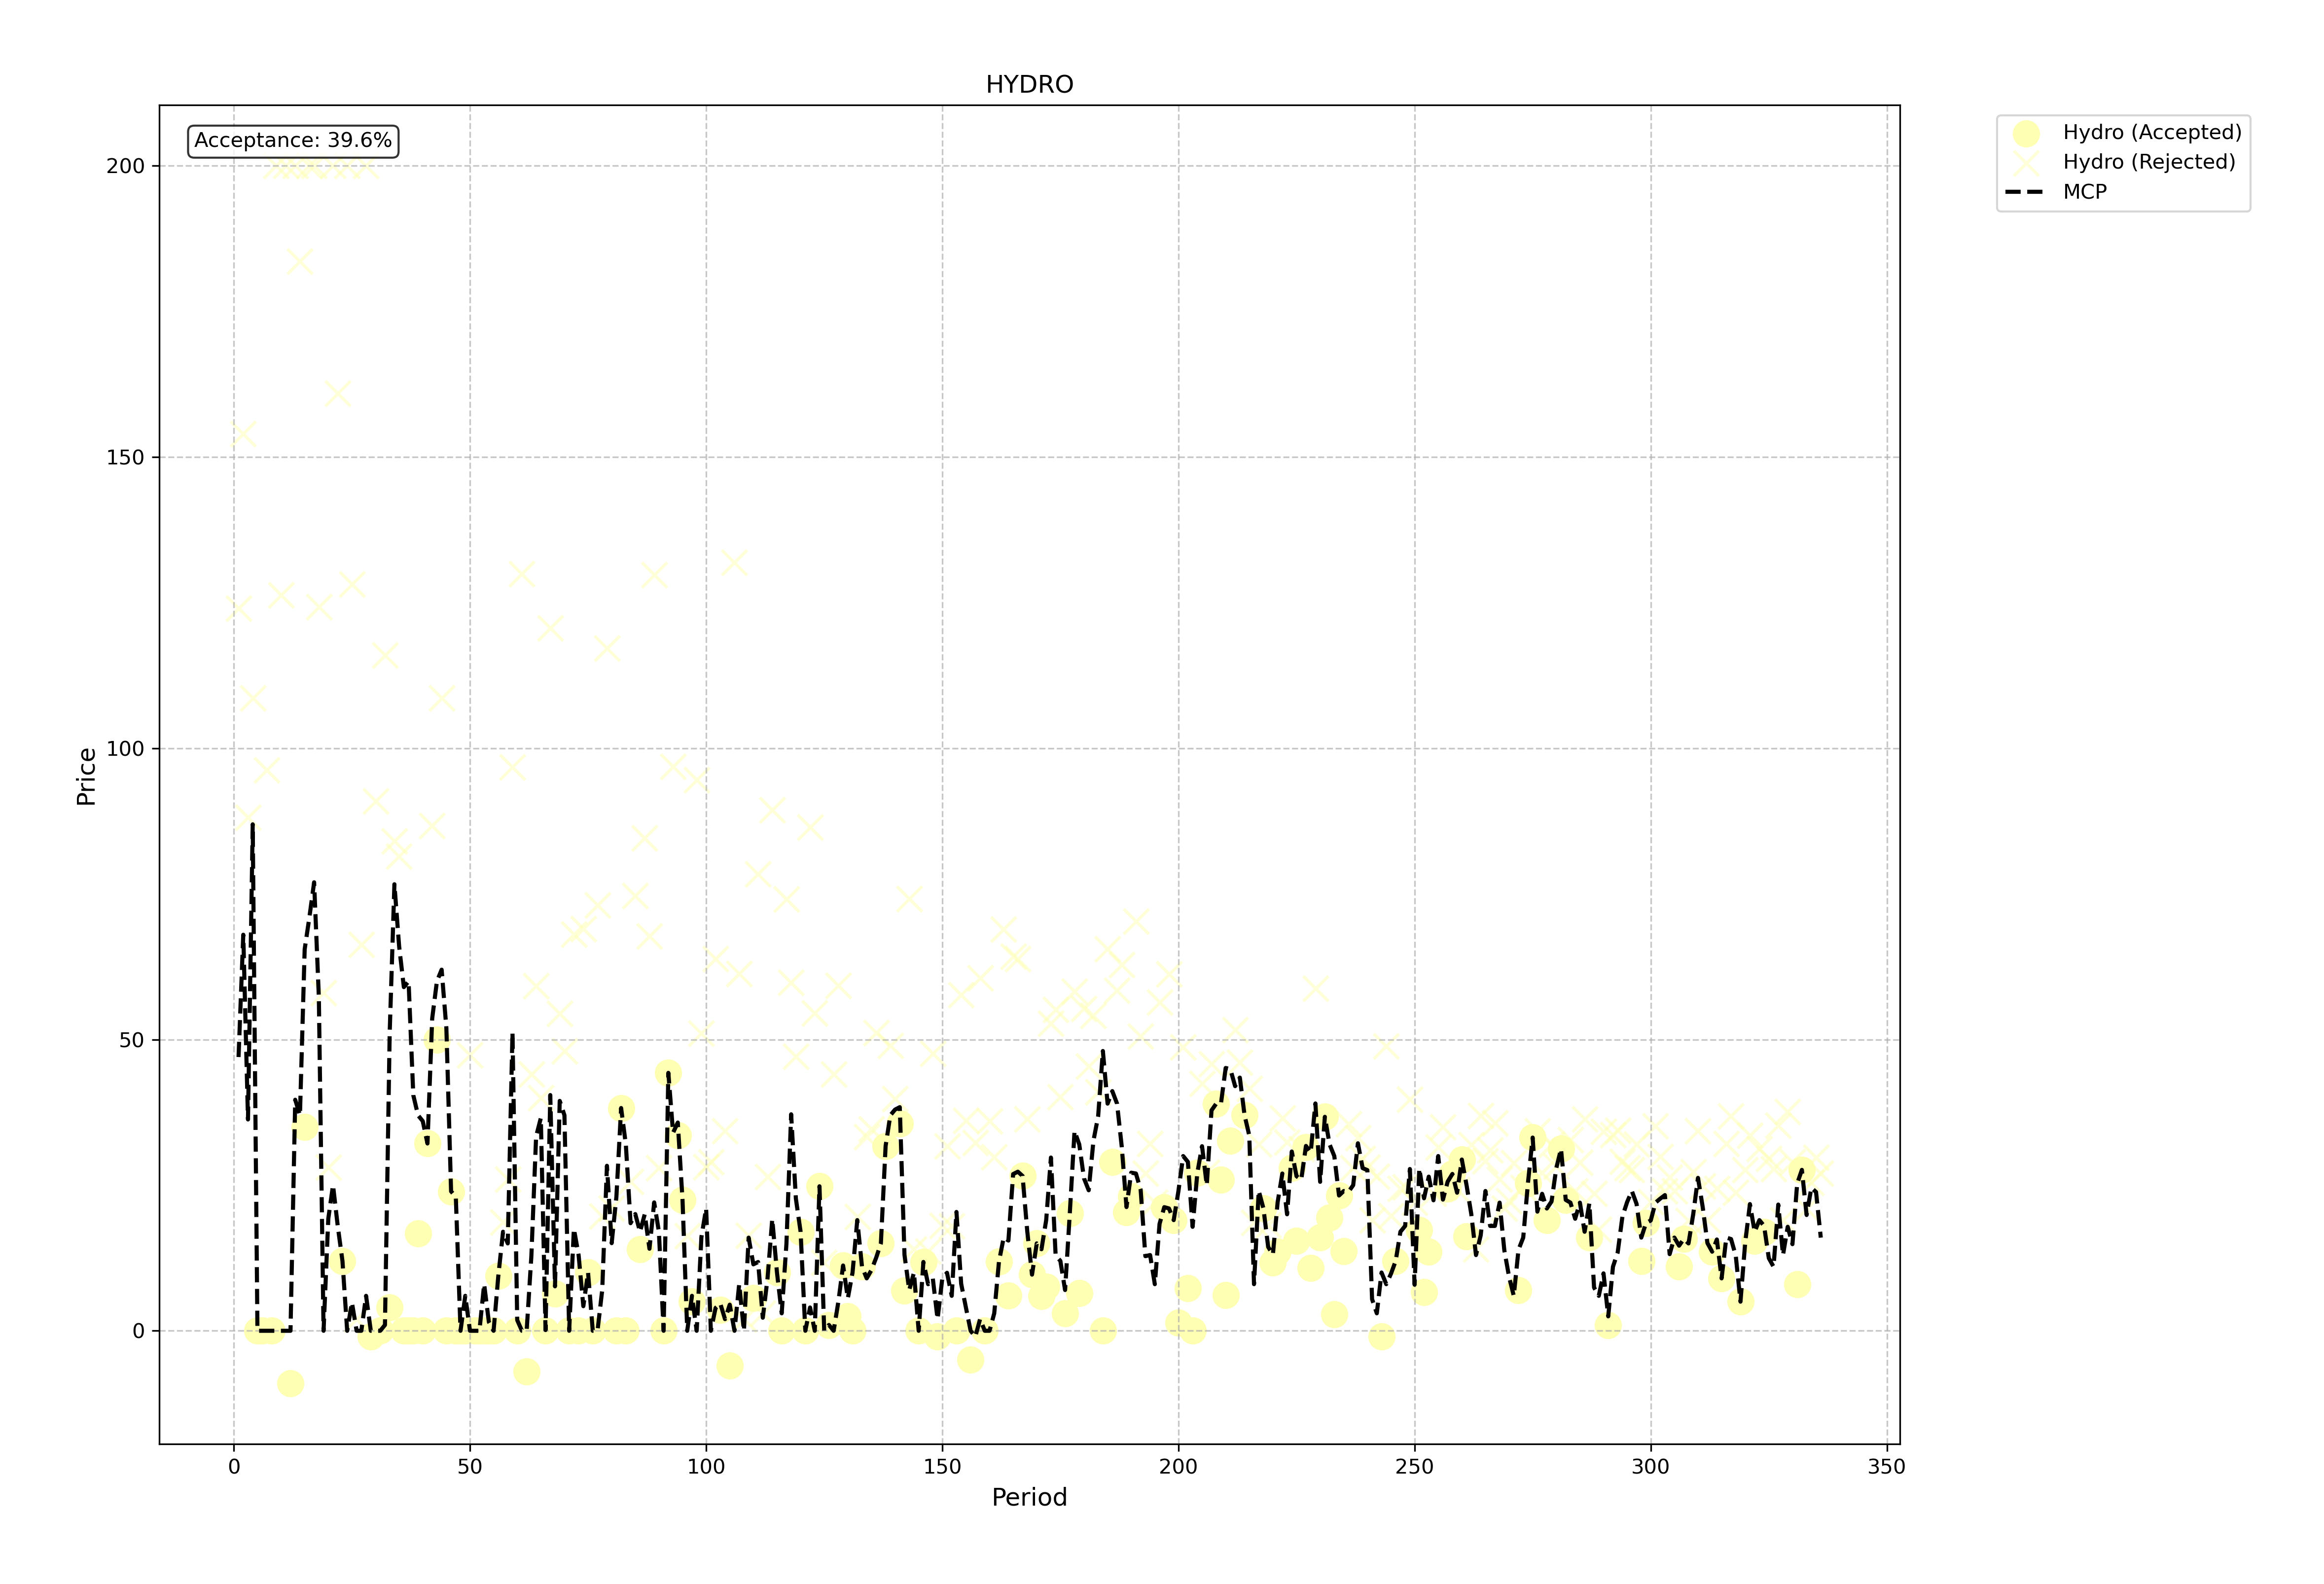 HYDRO
Acceptance: 39.6%
Hydro (Accepted)
Hydro (Rejected)
MCP
Price
200
150
100
50
0
0
50
100
150
200
250
300
350
Period